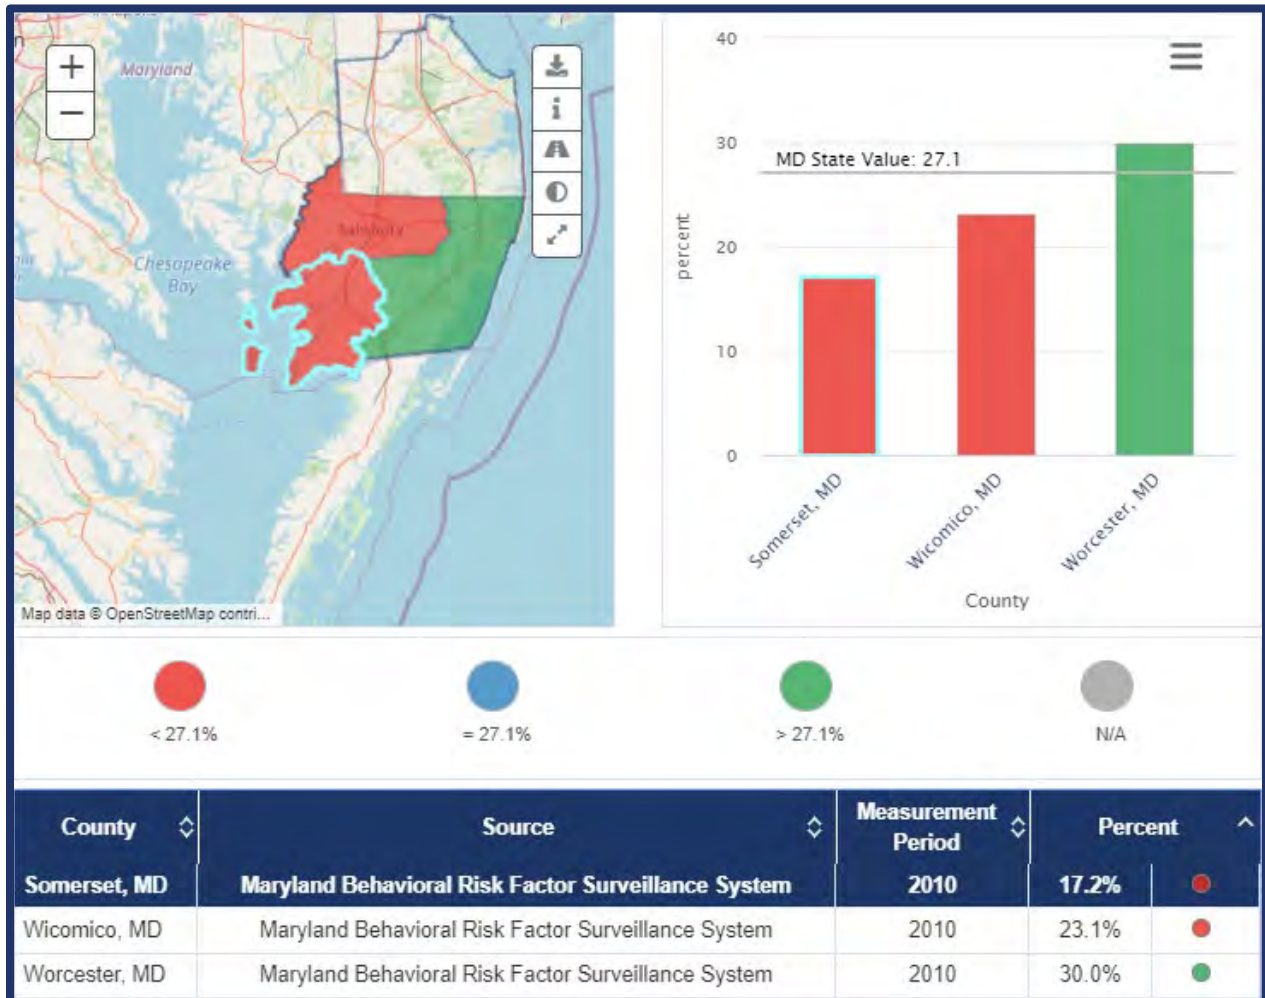 Maryland
Chesapeake
Bay
Salisbury
Map data © OpenStreetMap contri...
40
30
20
10
0
percent
MD State Value: 27.1
Somerset, MD
Wicomico, MD
Worcester, MD
County
< 27.1%
= 27.1%
> 27.1%
N/A
County Source Measurement Period Percent
Somerset, MD Maryland Behavioral Risk Factor Surveillance System 2010 17.2%
Wicomico, MD Maryland Behavioral Risk Factor Surveillance System 2010 23.1%
Worcester, MD Maryland Behavioral Risk Factor Surveillance System 2010 30.0%